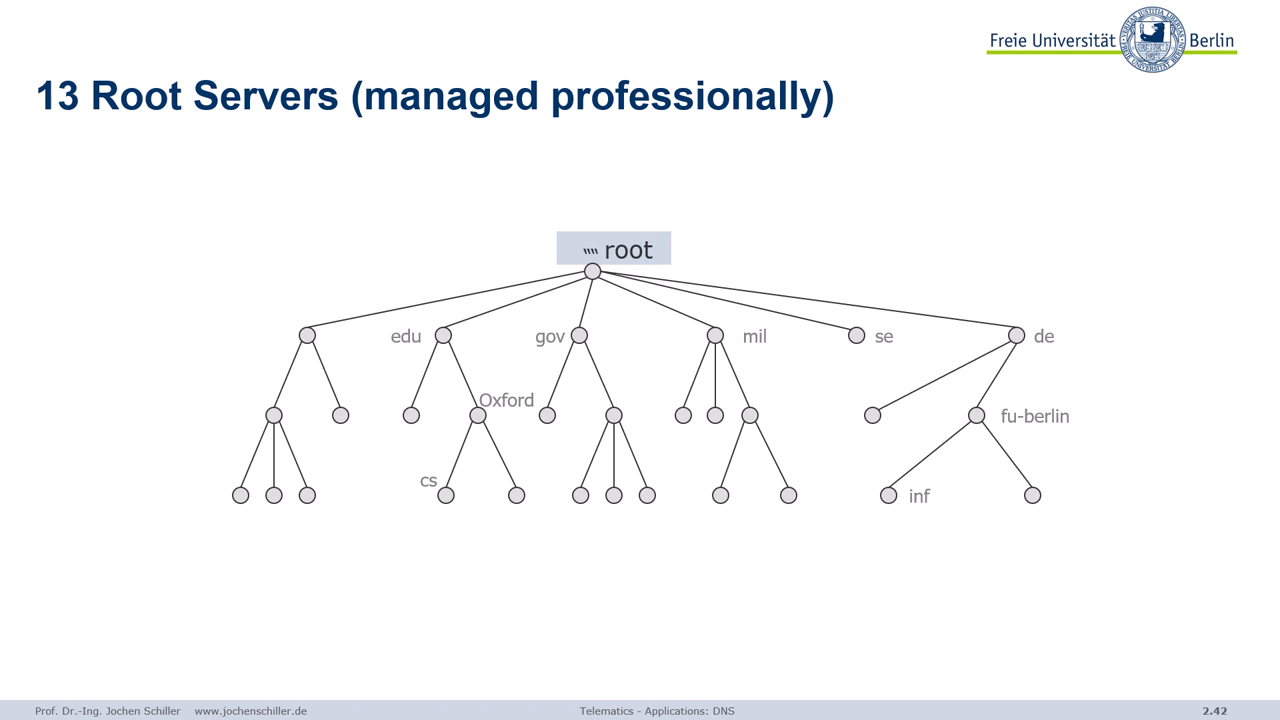 Freie Universität Berlin
13 Root Servers (managed professionally)
"" root
edu
gov
mil
se
de
Oxford
fu-berlin
cs
inf
Prof. Dr.-Ing. Jochen Schiller www.jochenschiller.de
Telematics - Applications: DNS
2.42